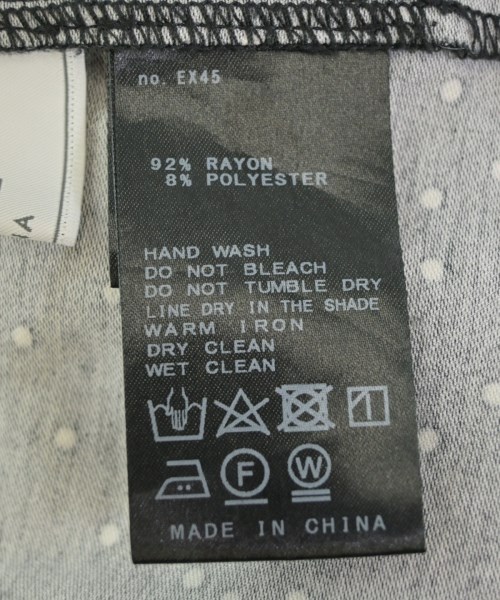 no. EX45
92% RAYON
8% POLYESTER
HAND WASH
DO NOT BLEACH
DO NOT TUMBLE DRY
LINE DRY IN THE SHADE
WARM IRON
DRY CLEAN
WET CLEAN
F W
MADE IN CHINA